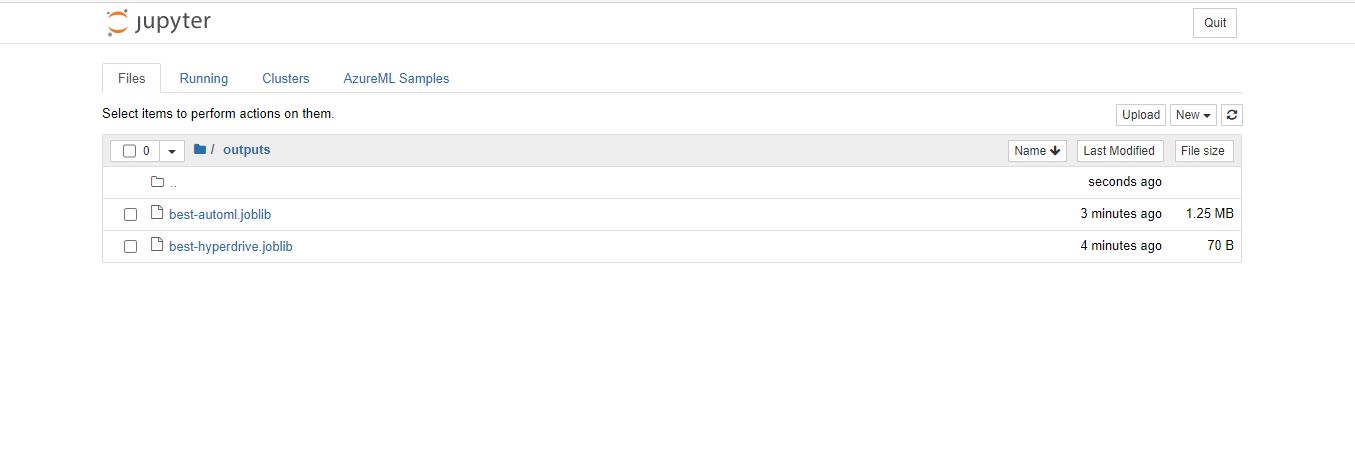 jupyter Quit
Files Running Clusters AzureML Samples
Select items to perform actions on them. Upload New
0 / outputs Name Last Modified File size
.. seconds ago
best-automl.joblib 3 minutes ago 1.25 MB
best-hyperdrive.joblib 4 minutes ago 70 B